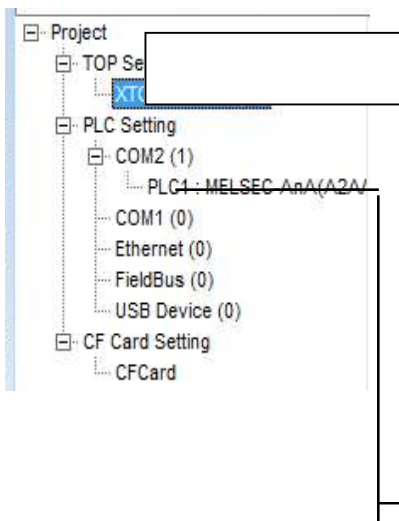 Project
TOP Se
XTO
PLC Setting
COM2 (1)
PLC1 : MELSEC AnA(A2A/
COM1 (0)
Ethernet (0)
FieldBus (0)
USB Device (0)
CF Card Setting
CFCard